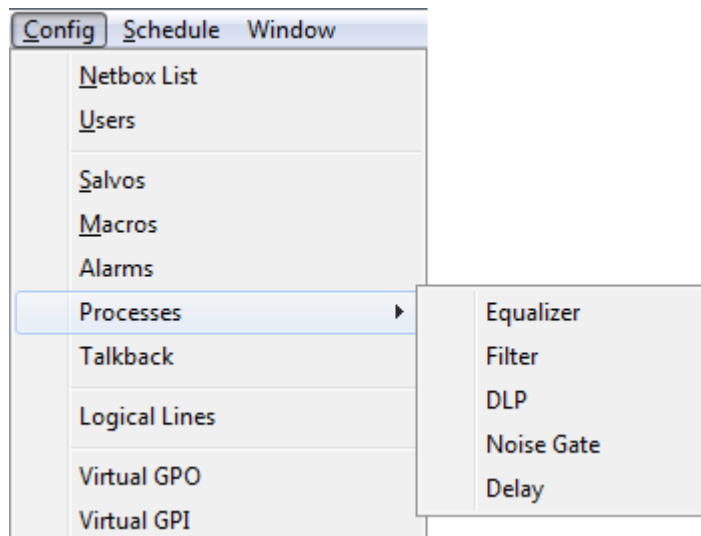 Config Schedule Window
Netbox List
Users
Salvos
Macros
Alarms
Processes
Talkback
Logical Lines
Virtual GPO
Virtual GPI
Equalizer
Filter
DLP
Noise Gate
Delay